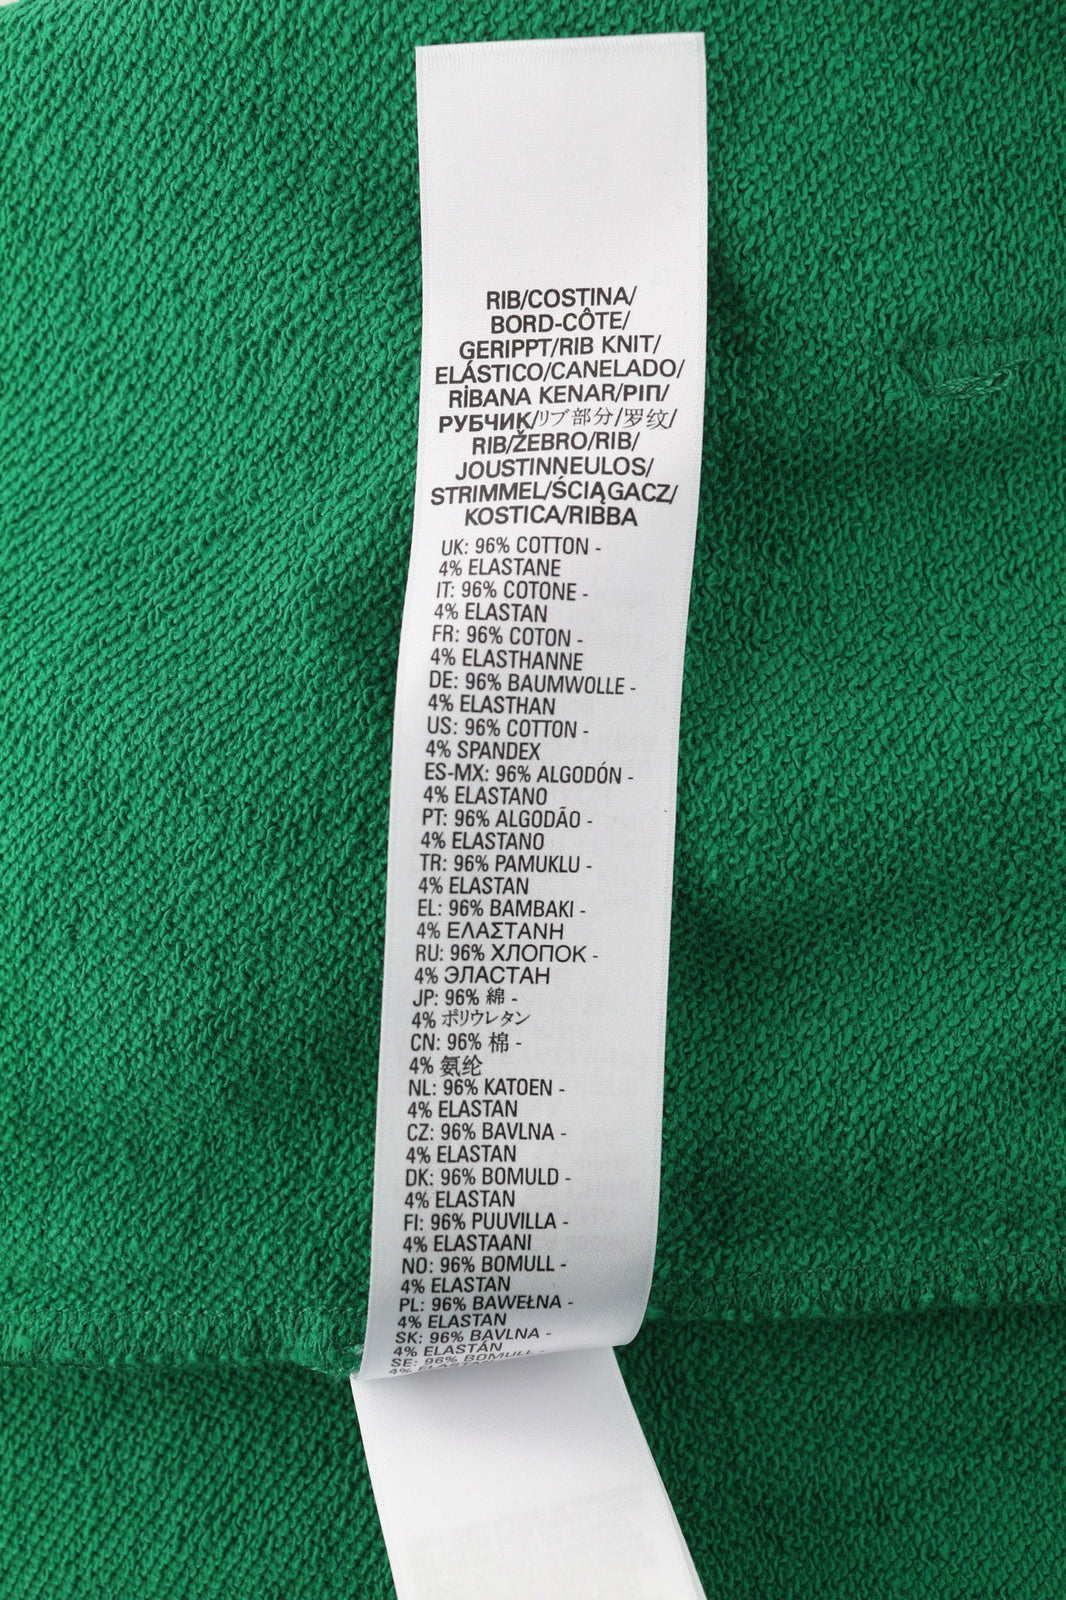 RIB/COSTINA/
BORD-CÔTE/
GERIPPT/RIB KNIT/
ELÁSTICO/CANELADO/
RİBANA KENAR/ΡΙΠ/
РУБЧИК/リブ部分/罗纹/
RIB/ŽEBRO/RIB/
JOUSTINNEULOS/
STRIMMEL/ŚCIĄGACZ/
KOSTICA/RIBBA
UK: 96% COTTON -
4% ELASTANE
IT: 96% COTONE -
4% ELASTAN
FR: 96% COTON -
4% ELASTHANNE
DE: 96% BAUMWOLLE -
4% ELASTHAN
US: 96% COTTON -
4% SPANDEX
ES-MX: 96% ALGODÓN -
4% ELASTANO
PT: 96% ALGODÃO -
4% ELASTANO
TR: 96% PAMUKLU -
4% ELASTAN
EL: 96% ΒΑΜΒΑΚΙ -
4% ΕΛΑΣΤΑΝΗ
RU: 96% ХЛОПОК -
4% ЭЛАСТАН
JP: 96% 綿 -
4% ポリウレタン
CN: 96% 棉 -
4% 氨纶
NL: 96% KATOEN -
4% ELASTAN
CZ: 96% BAVLNA -
4% ELASTAN
DK: 96% BOMULD -
4% ELASTAN
FI: 96% PUUVILLA -
4% ELASTAANI
NO: 96% BOMULL -
4% ELASTAN
PL: 96% BAWEŁNA -
4% ELASTAN
SK: 96% BAVLNA -
4% ELASTÁN
SE: 96% BOMULL -
4%